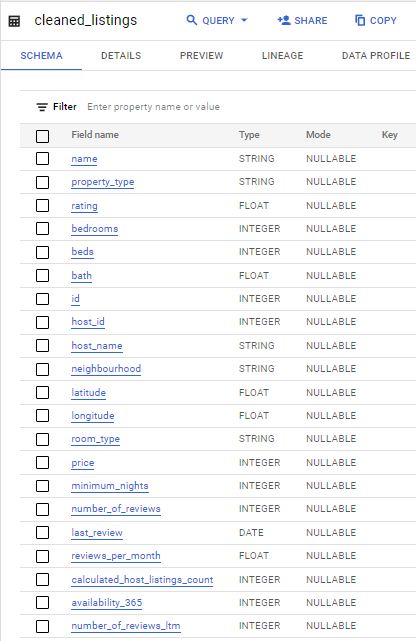 cleaned_listings QUERY SHARE COPY
SCHEMA DETAILS PREVIEW LINEAGE DATA PROFILE
Filter Enter property name or value
Field name Type Mode Key
name STRING NULLABLE
property_type STRING NULLABLE
rating FLOAT NULLABLE
bedrooms INTEGER NULLABLE
beds INTEGER NULLABLE
bath FLOAT NULLABLE
id INTEGER NULLABLE
host_id INTEGER NULLABLE
host_name STRING NULLABLE
neighbourhood STRING NULLABLE
latitude FLOAT NULLABLE
longitude FLOAT NULLABLE
room_type STRING NULLABLE
price INTEGER NULLABLE
minimum_nights INTEGER NULLABLE
number_of_reviews INTEGER NULLABLE
last_review DATE NULLABLE
reviews_per_month FLOAT NULLABLE
calculated_host_listings_count INTEGER NULLABLE
availability_365 INTEGER NULLABLE
number_of_reviews_ltm INTEGER NULLABLE